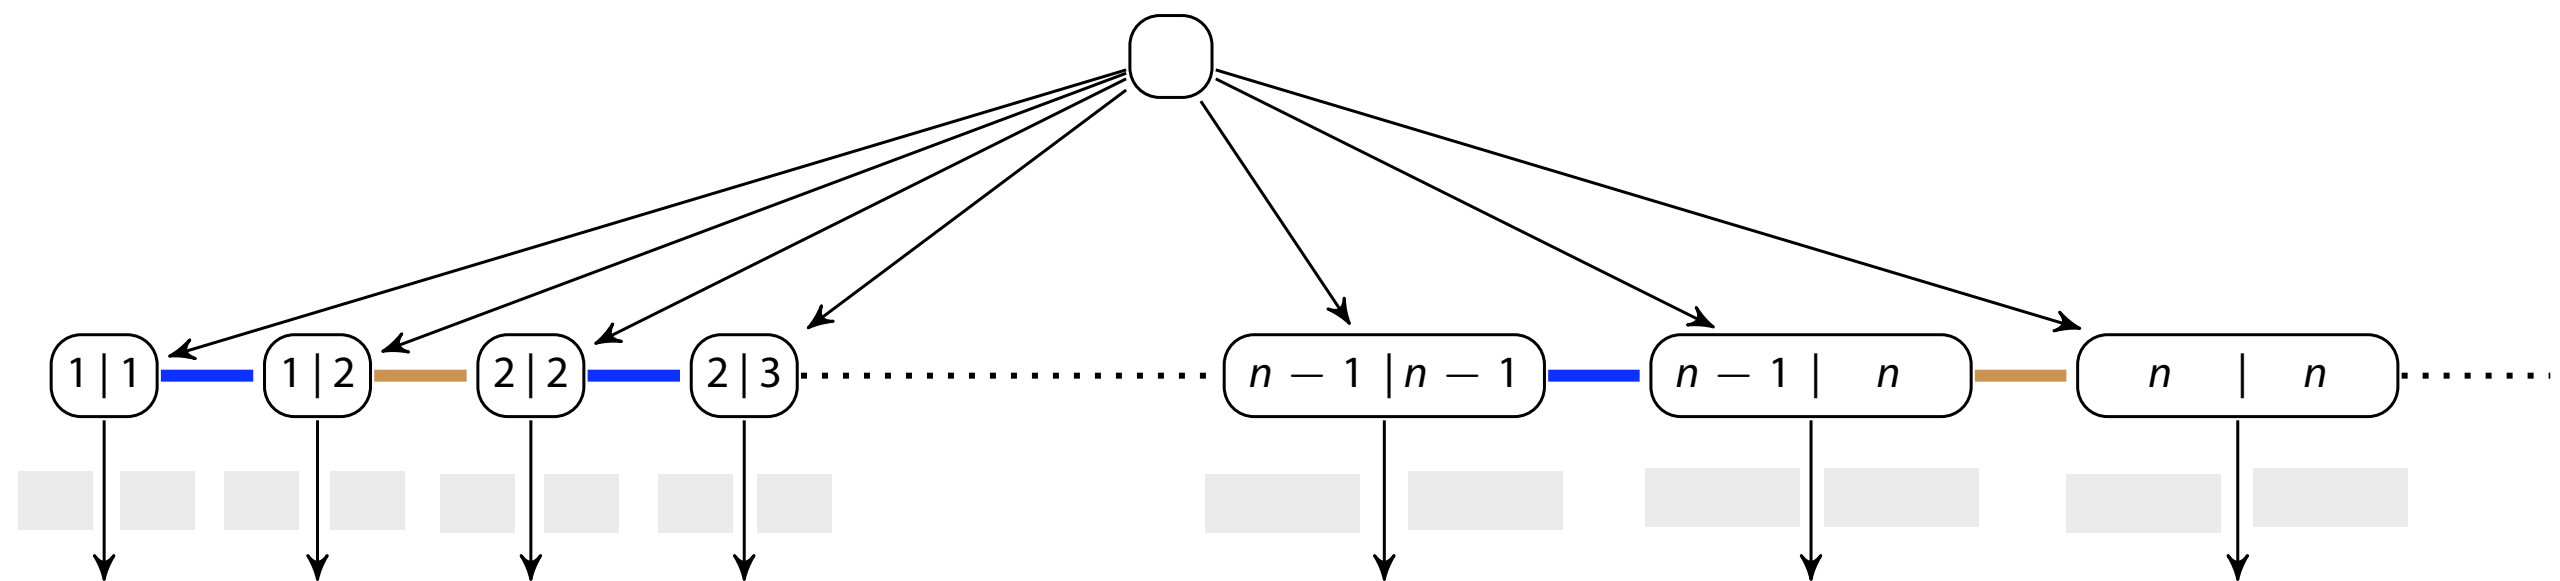 1 | 1 1 | 2 2 | 2 2 | 3 n − 1 | n − 1 n − 1 | n n | n